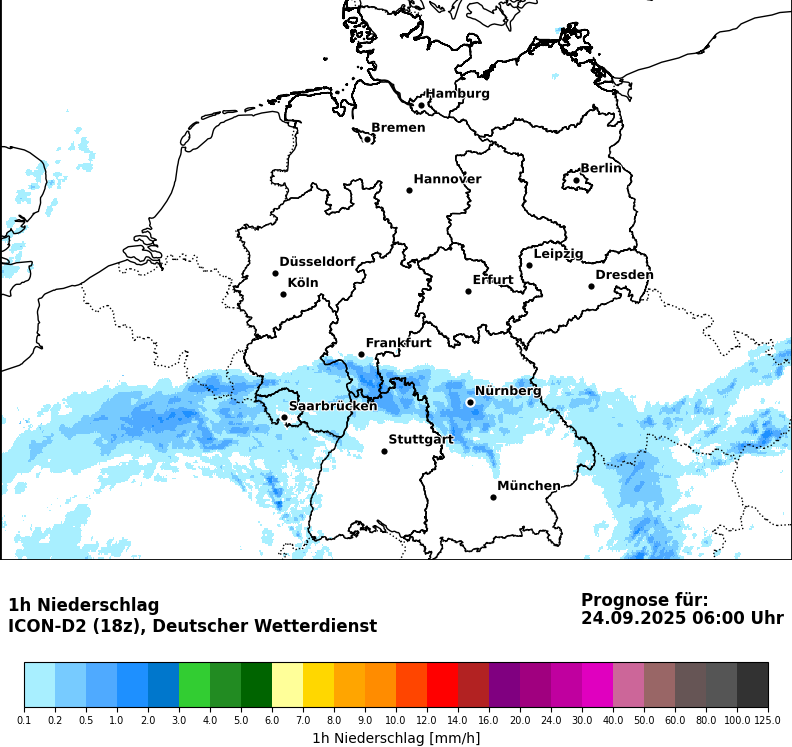 Hamburg
Bremen
Berlin
Hannover
Leipzig
Düsseldorf
Dresden
Köln
Erfurt
Frankfurt
Nürnberg
Saarbrücken
Stuttgart
München
1h Niederschlag
ICON-D2 (18z), Deutscher Wetterdienst
Prognose für:
24.09.2025 06:00 Uhr
0.1 0.2 0.5 1.0 2.0 3.0 4.0 5.0 6.0 7.0 8.0 9.0 10.0 12.0 14.0 16.0 20.0 24.0 30.0 40.0 50.0 60.0 80.0 100.0 125.0
1h Niederschlag [mm/h]